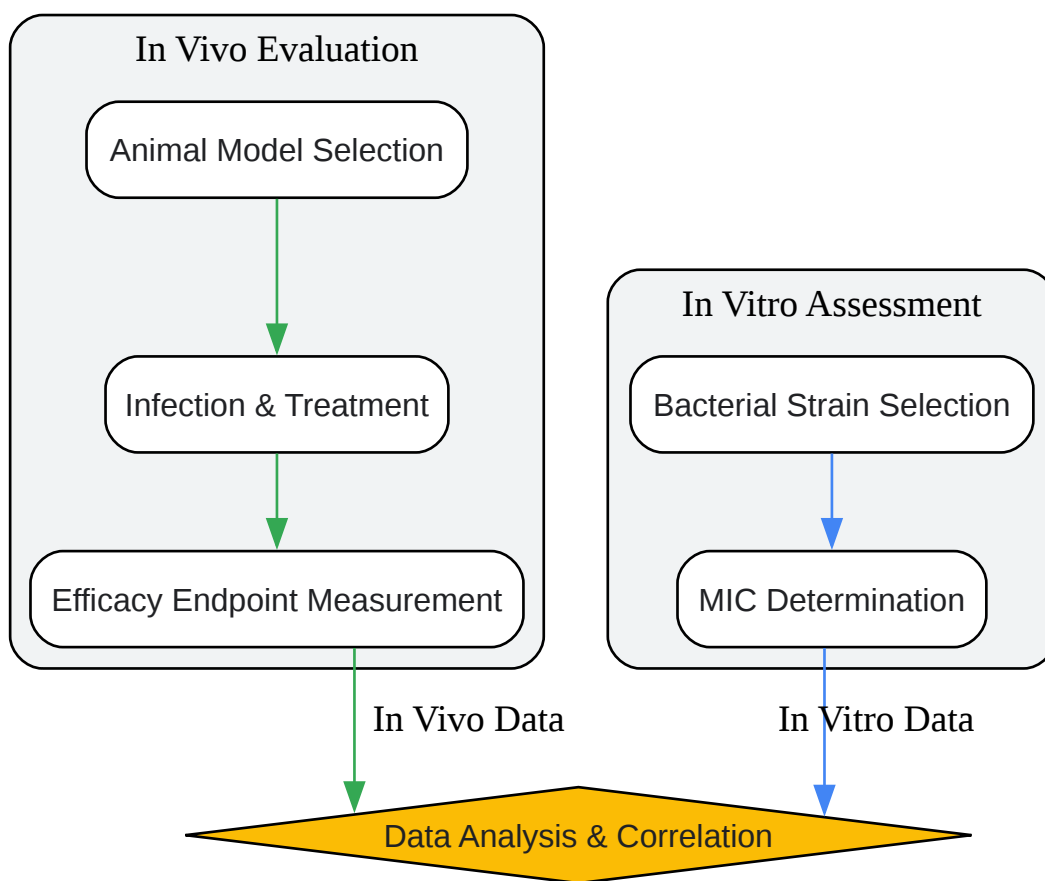 In Vivo Evaluation
Animal Model Selection
Infection & Treatment
Efficacy Endpoint Measurement
In Vitro Assessment
Bacterial Strain Selection
MIC Determination
In Vivo Data
In Vitro Data
Data Analysis & Correlation